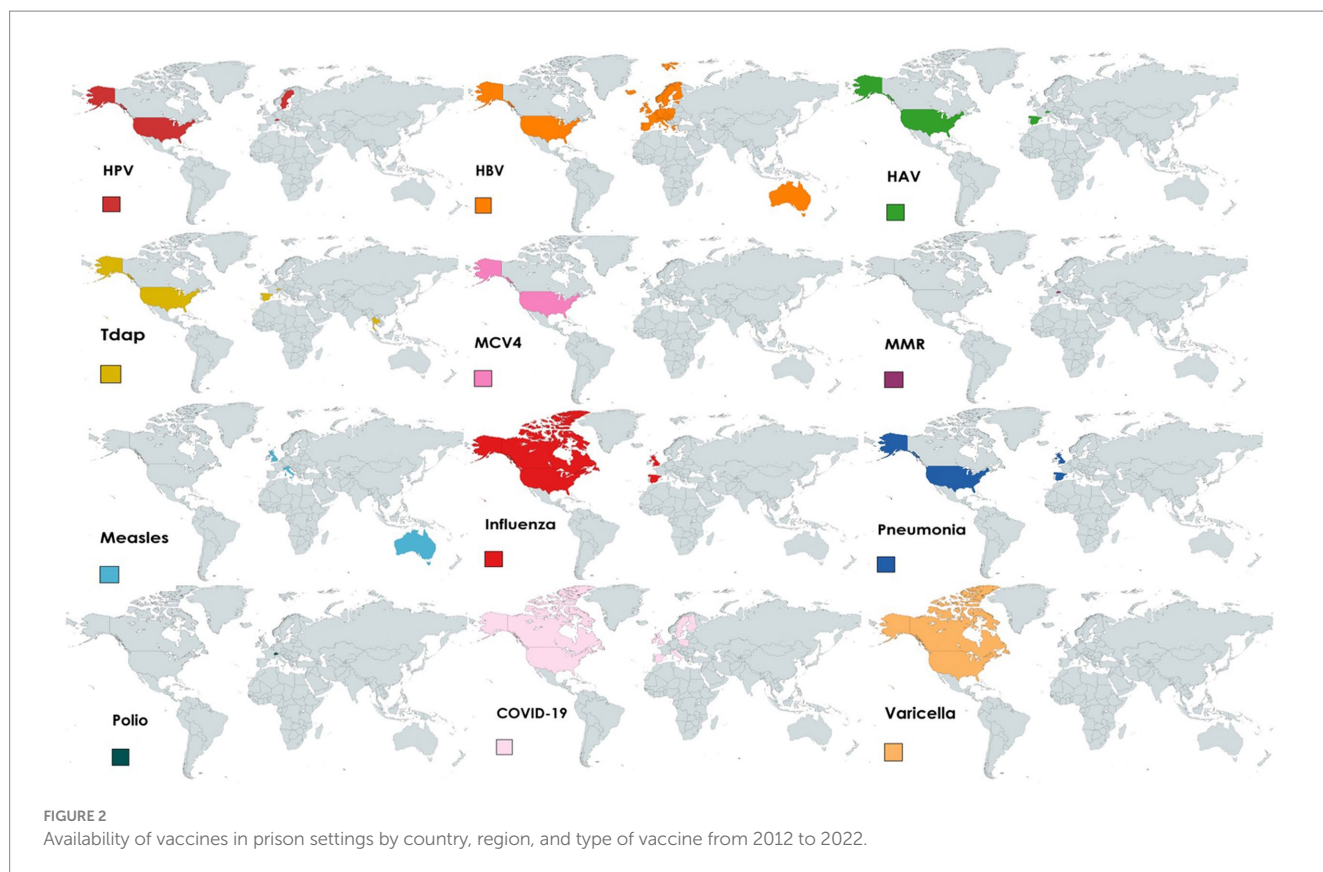 HPV
HBV
HAV
Tdap
MCV4
MMR
Measles
Influenza
Pneumonia
Polio
COVID-19
Varicella
FIGURE 2
Availability of vaccines in prison settings by country, region, and type of vaccine from 2012 to 2022.